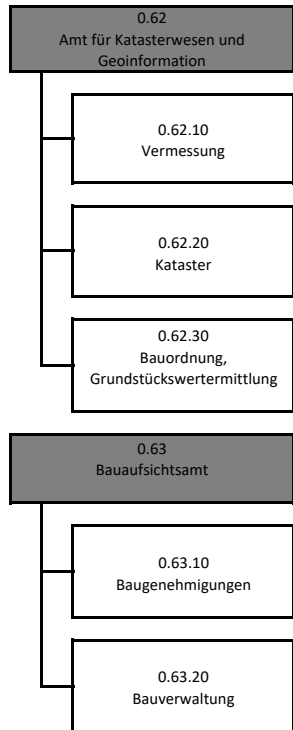 0.62
Amt für Katasterwesen und
Geoinformation
0.62.10
Vermessung
0.62.20
Kataster
0.62.30
Bauordnung,
Grundstückswertermittlung
0.63
Bauaufsichtsamt
0.63.10
Baugenehmigungen
0.63.20
Bauverwaltung